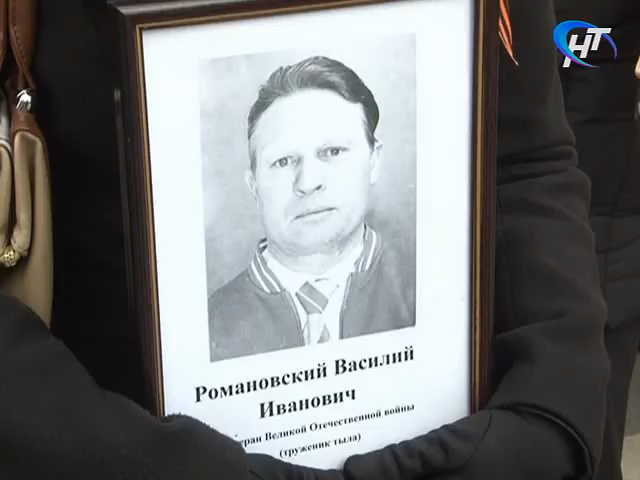 НТ
Романовский Василий
Иванович
Великой Отечественной войны
(труженик тыла)